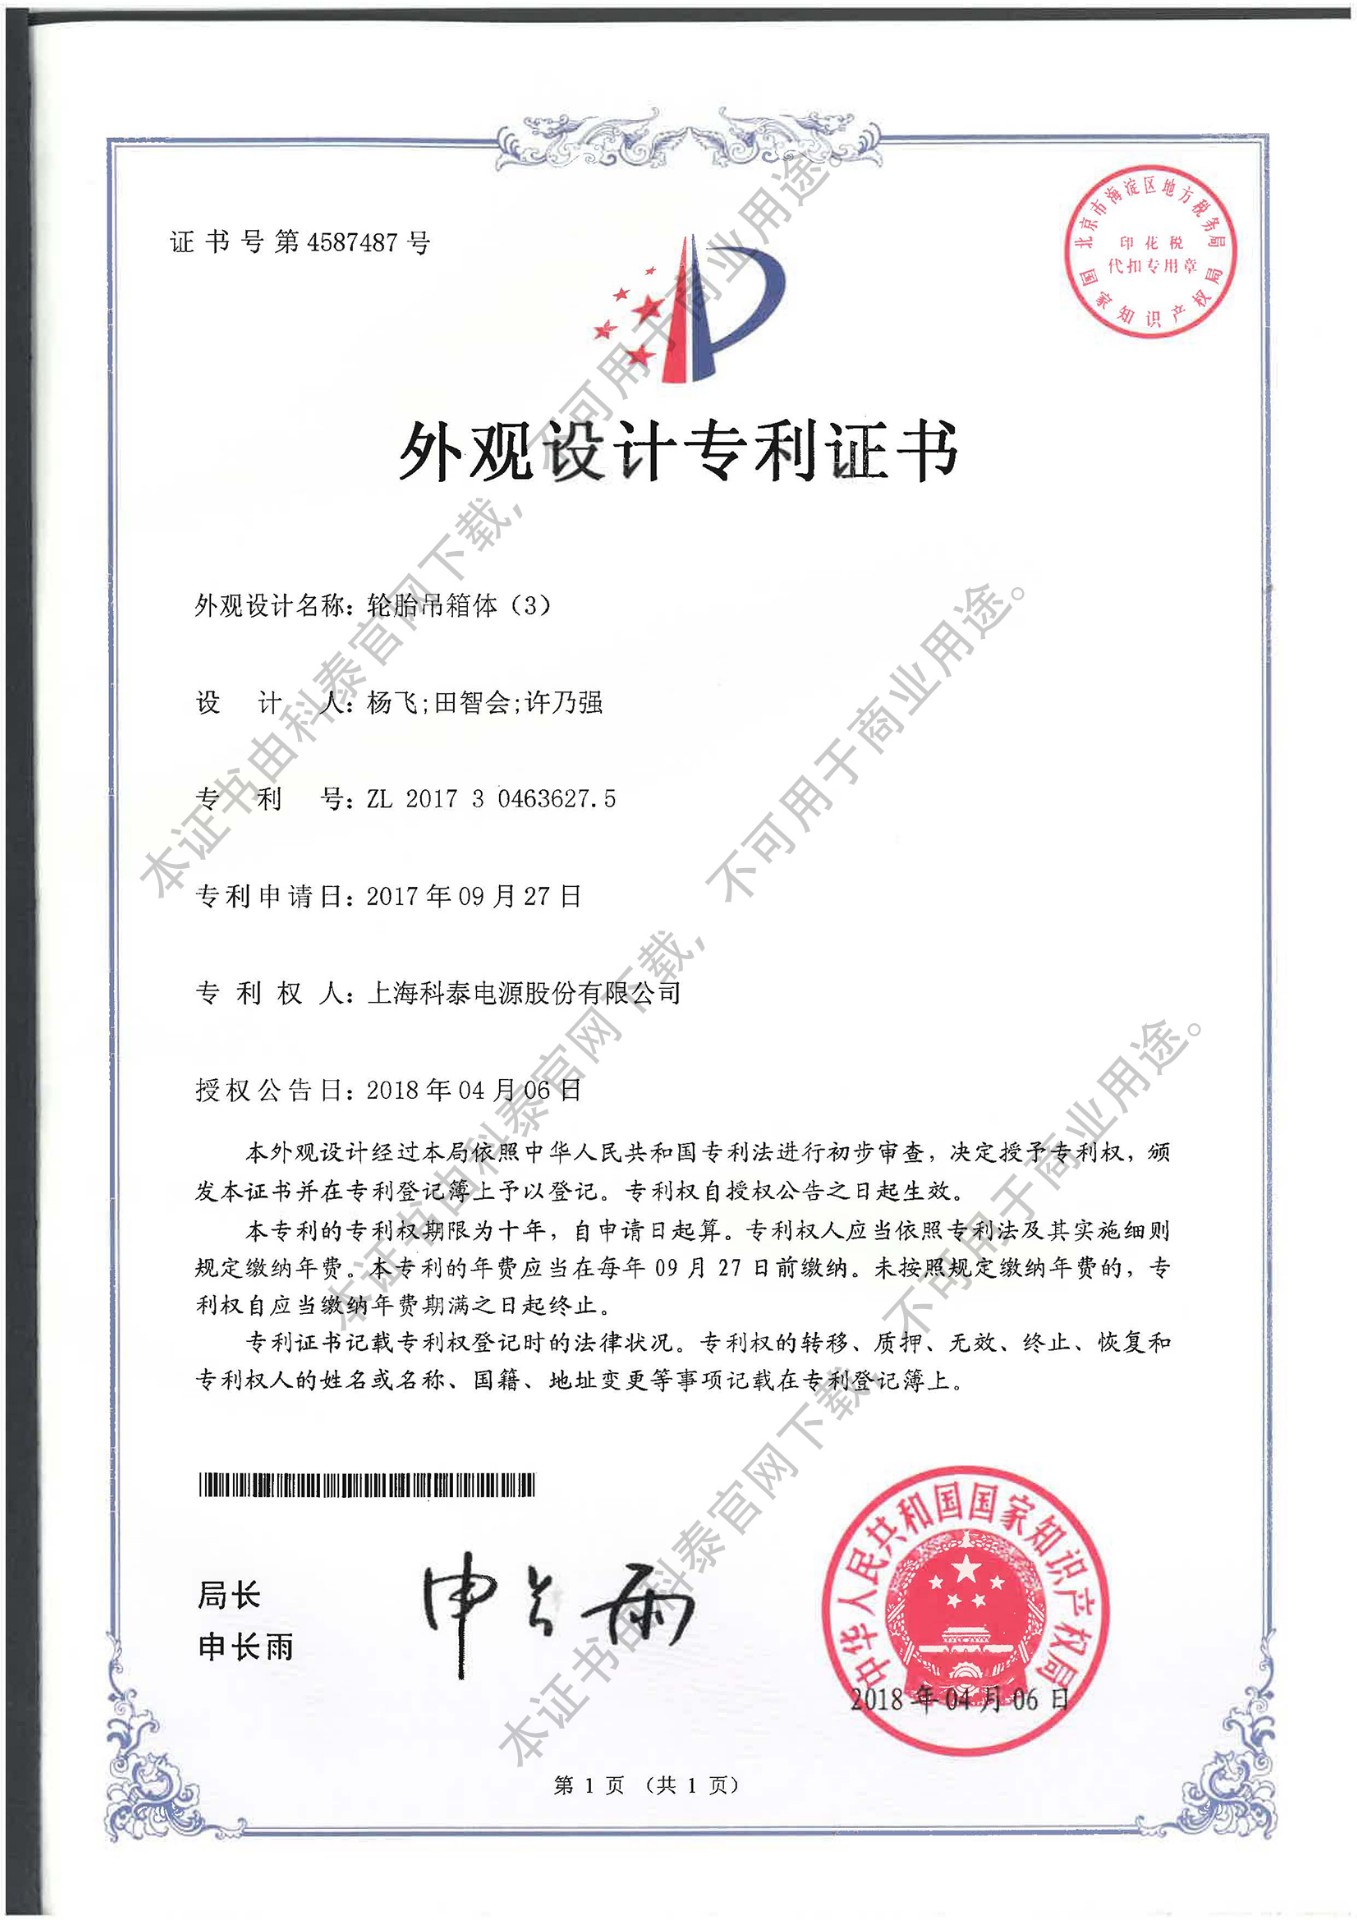 证书号第4587487号
北京市海淀区地方税务局
印花税
代扣专用章
国家知识产权局
外观设计专利证书
外观设计名称：轮胎吊箱体（3）
设计人：杨飞;田智会;许乃强
专利号：ZL 2017 3 0463627.5
专利申请日：2017年09月27日
专利权人：上海科泰电源股份有限公司
授权公告日：2018年04月06日
本外观设计经过本局依照中华人民共和国专利法进行初步审查，决定授予专利权，颁
发本证书并在专利登记簿上予以登记。专利权自授权公告之日起生效。
本专利的专利权期限为十年，自申请日起算。专利权人应当依照专利法及其实施细则
规定缴纳年费。本专利的年费应当在每年09月27日前缴纳。未按照规定缴纳年费的，专
利权自应当缴纳年费期满之日起终止。
专利证书记载专利权登记时的法律状况。专利权的转移、质押、无效、终止、恢复和
专利权人的姓名或名称、国籍、地址变更等事项记载在专利登记簿上。
局长
申长雨
申长雨
中华人民共和国国家知识产权局
2018年04月06日
第1页（共1页）
本证书由科泰官网下载，不可用于商业用途。
本证书由科泰官网下载，不可用于商业用途。
本证书由科泰官网下载，不可用于商业用途。